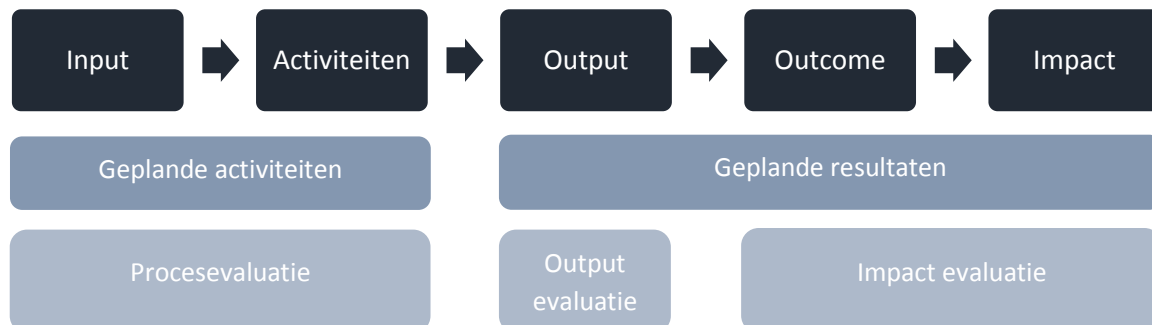 Input
Activiteiten
Output
Outcome
Impact
Geplande activiteiten
Geplande resultaten
Procesevaluatie
Output
evaluatie
Impact evaluatie